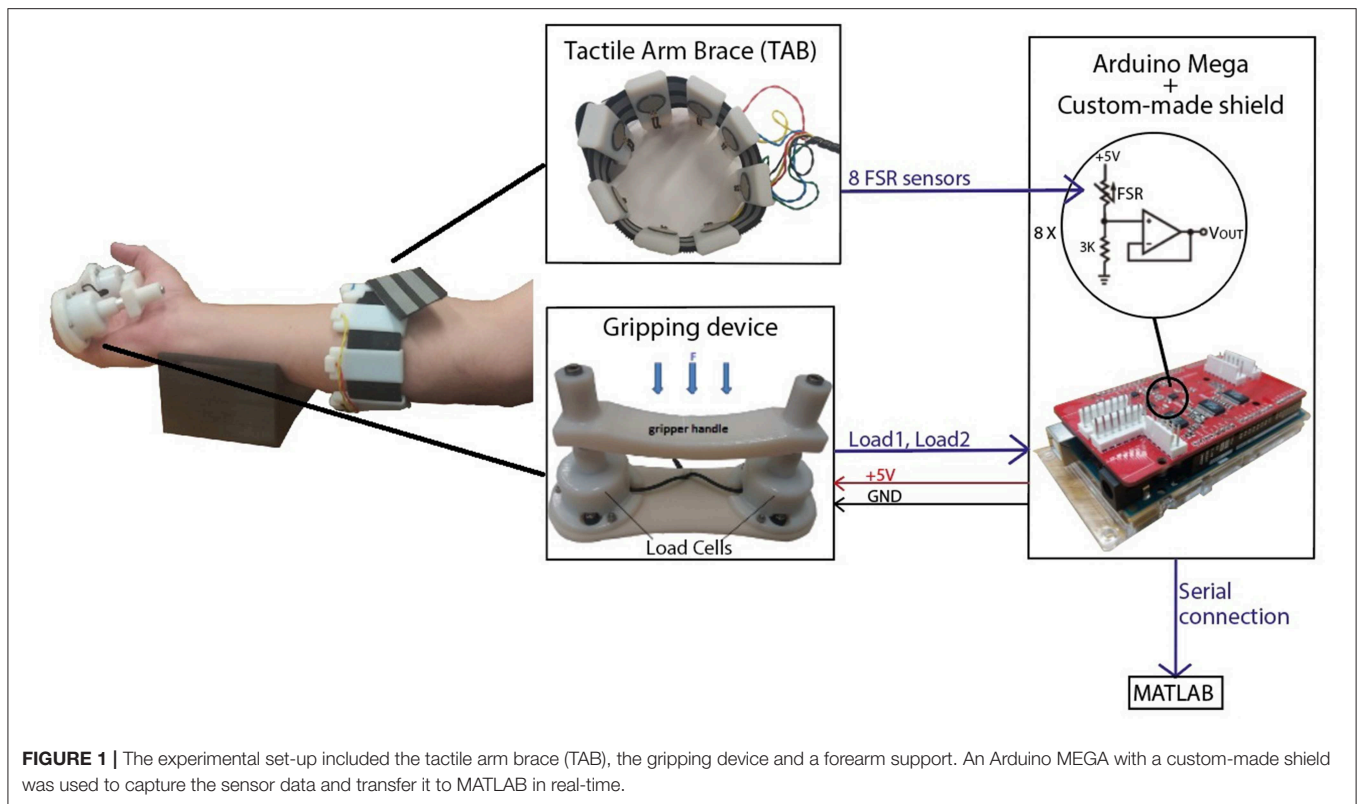 Tactile Arm Brace (TAB)
8 FSR sensors
Arduino Mega
+
Custom-made shield
+5V
FSR
8 X
3K
+
-
VOUT
Gripping device
F
gripper handle
Load Cells
Load1, Load2
+5V
GND
Serial
connection
MATLAB
FIGURE 1 | The experimental set-up included the tactile arm brace (TAB), the gripping device and a forearm support. An Arduino MEGA with a custom-made shield
was used to capture the sensor data and transfer it to MATLAB in real-time.